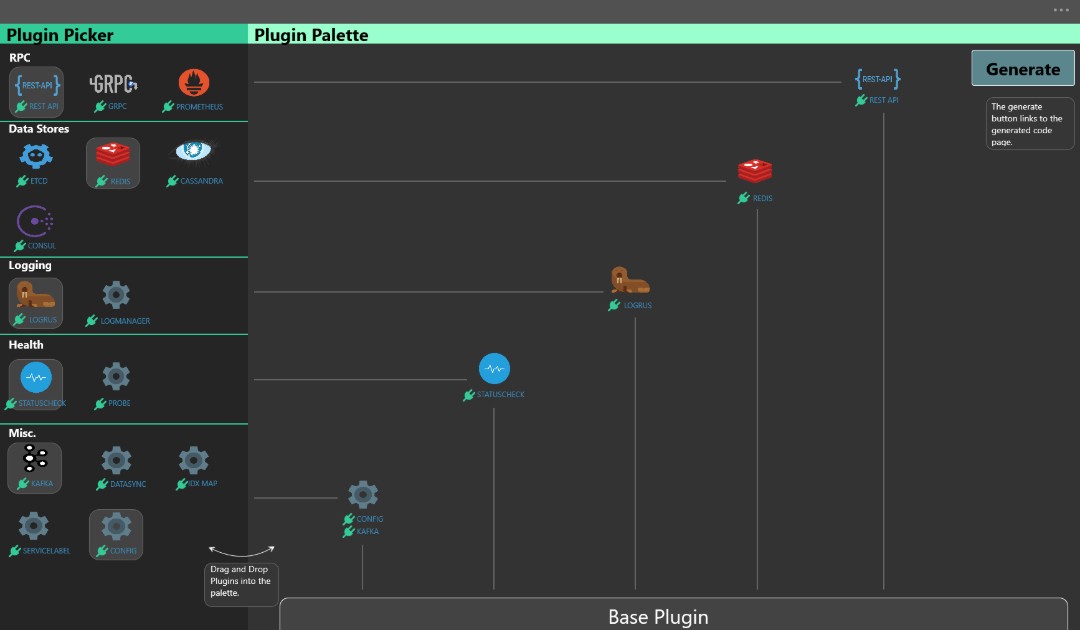 Plugin Picker
Plugin Palette
RPC
{REST-API}
GRPC
REST API
GRPC
PROMETHEUS
Data Stores
ETCD
REDIS
CASSANDRA
CONSUL
Logging
LOGRUS
LOGMANAGER
Health
STATUSCHECK
PROBE
Misc.
KAFKA
DATASYNC
IDX MAP
SERVICELABEL
CONFIG
{REST-API}
REST API
REDIS
LOGRUS
STATUSCHECK
CONFIG
KAFKA
Generate
The generate
button links to the
generated code
page.
Drag and Drop
Plugins into the
palette.
Base Plugin